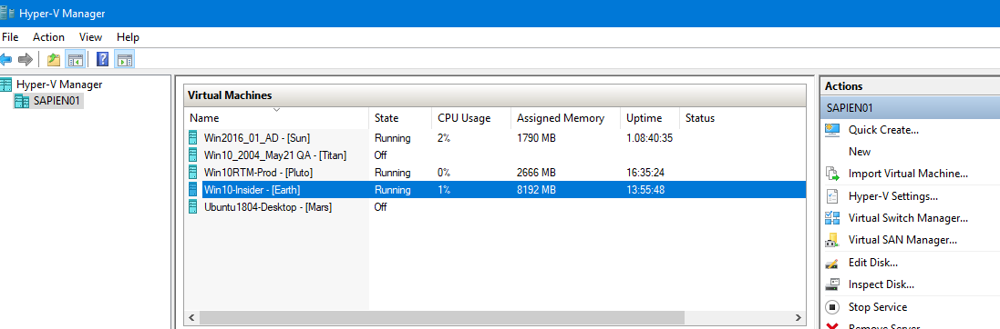 Hyper-V Manager
File Action View Help
Hyper-V Manager
SAPIEN01
Virtual Machines
Name State CPU Usage Assigned Memory Uptime Status
Win2016_01_AD - [Sun] Running 2% 1790 MB 1.08:40:35
Win10_2004_May21 QA - [Titan] Off
Win10RTM-Prod - [Pluto] Running 0% 2666 MB 16:35:24
Win10-Insider - [Earth] Running 1% 8192 MB 13:55:48
Ubuntu1804-Desktop - [Mars] Off
Actions
SAPIEN01
Quick Create...
New
Import Virtual Machine...
Hyper-V Settings...
Virtual Switch Manager...
Virtual SAN Manager...
Edit Disk...
Inspect Disk...
Stop Service
Remove Server